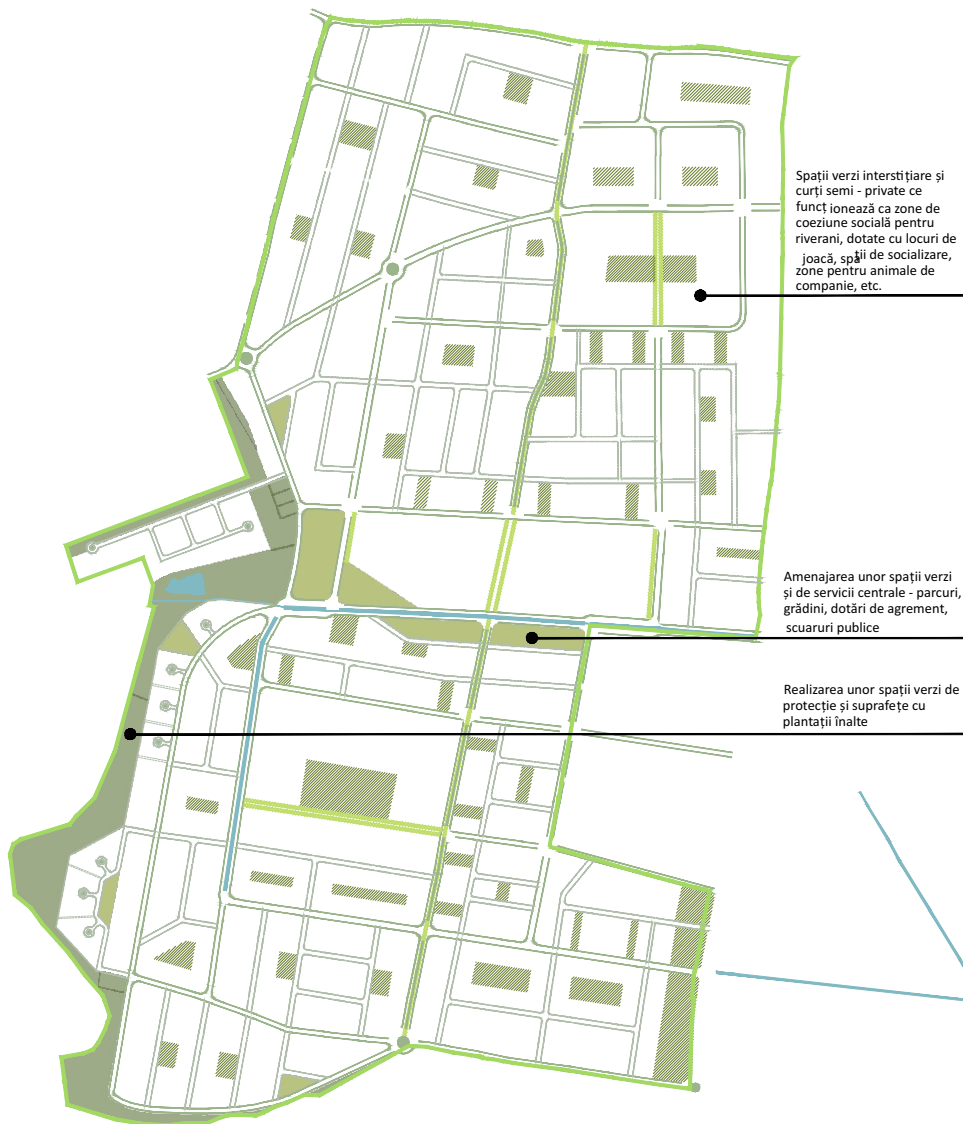 Spații verzi interstițiare și
curți semi - private ce
funcț ionează ca zone de
coeziune socială pentru
riverani, dotate cu locuri de
joacă, spații de socializare,
zone pentru animale de
companie, etc.
Amenajarea unor spații verzi
și de servicii centrale - parcuri,
grădini, dotări de agrement,
scuaruri publice
Realizarea unor spații verzi de
protecție și suprafețe cu
plantații înalte